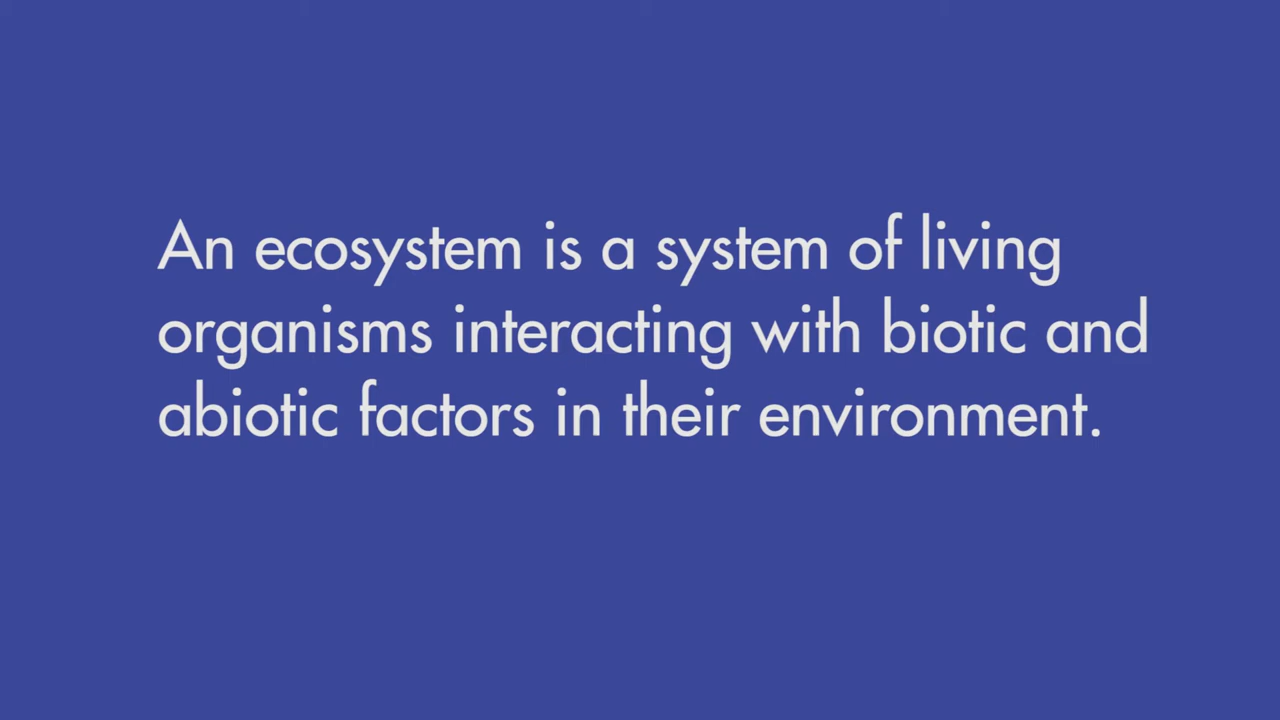 An ecosystem is a system of living
organisms interacting with biotic and
abiotic factors in their environment.